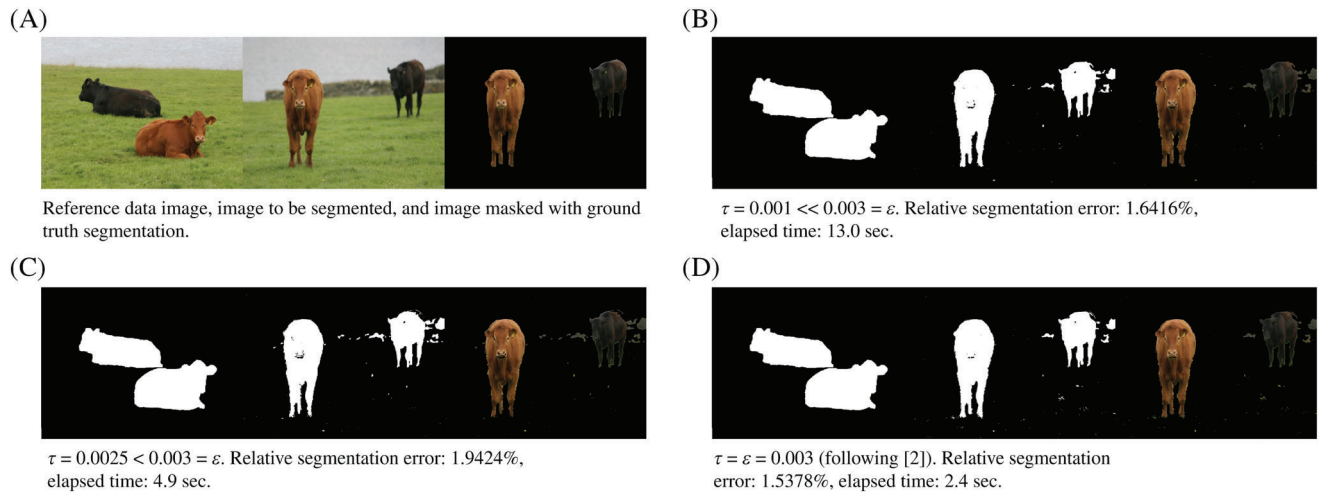 (A)
Reference data image, image to be segmented, and image masked with ground
truth segmentation.
(B)
τ = 0.001 << 0.003 = ε. Relative segmentation error: 1.6416%,
elapsed time: 13.0 sec.
(C)
τ = 0.0025 < 0.003 = ε. Relative segmentation error: 1.9424%,
elapsed time: 4.9 sec.
(D)
τ = ε = 0.003 (following [2]). Relative segmentation
error: 1.5378%, elapsed time: 2.4 sec.